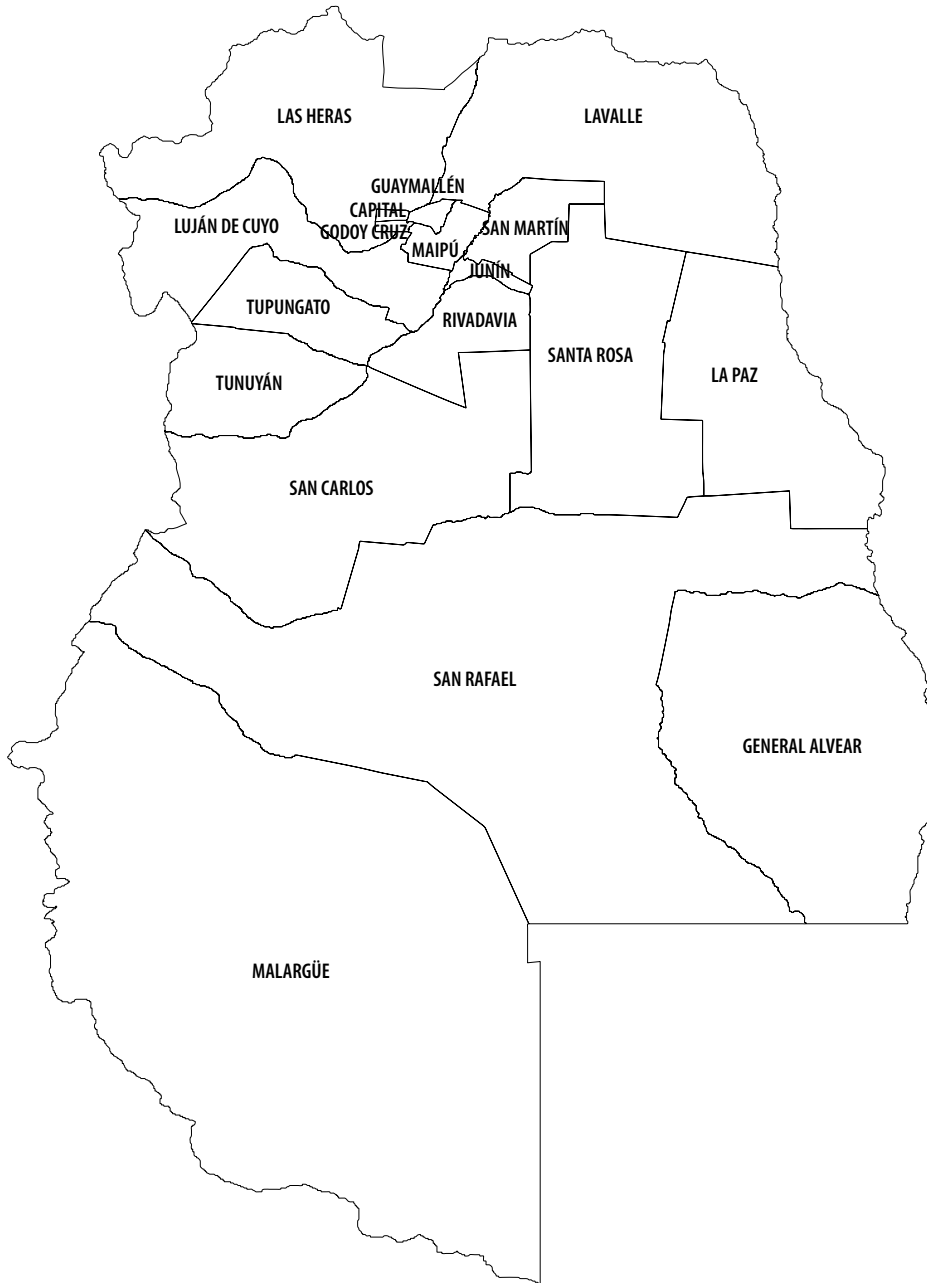 LAS HERAS
LAVALLE
GUAYMALLÉN
CAPITAL
LUJÁN DE CUYO
GODOY CRUZ
SAN MARTÍN
MAIPÚ
JUNÍN
TUPUNGATO
RIVADAVIA
SANTA ROSA
LA PAZ
TUNUYÁN
SAN CARLOS
SAN RAFAEL
GENERAL ALVEAR
MALARGÜE